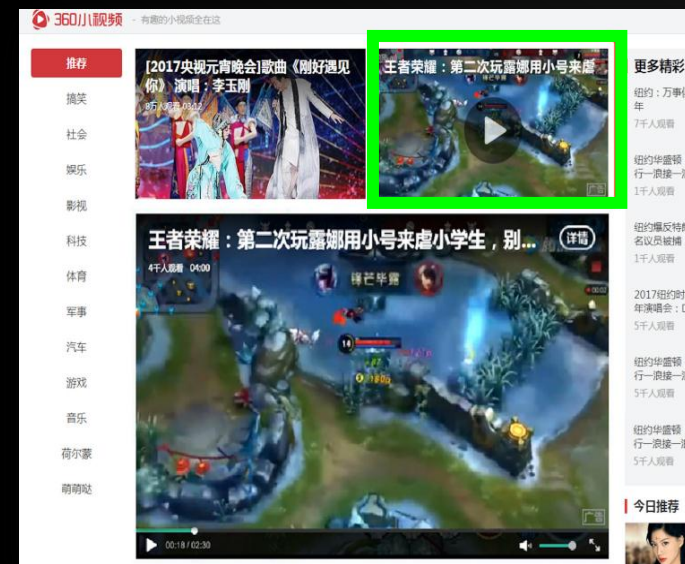 360小视频 - 有趣的小视频全在这
推荐
搞笑
社会
娱乐
影视
科技
体育
军事
汽车
游戏
音乐
荷尔蒙
萌萌哒
[2017央视元宵晚会]歌曲《刚好遇见
你》 演唱：李玉刚
8万人观看 03:12
王者荣耀：第二次玩露娜用小号来虐
广告
王者荣耀：第二次玩露娜用小号来虐小学生，别... 详情
4千人观看 04:00
锋芒毕露
14
广告
00:18 / 02:30
更多精彩
纽约：万事
年
7千人观看
纽约华盛顿
行一浪接一
1千人观看
纽约爆反特
名议员被捕
1千人观看
2017纽约时
年演唱会：
5千人观看
纽约华盛顿
行一浪接一
5千人观看
纽约华盛顿
行一浪接一
5千人观看
今日推荐